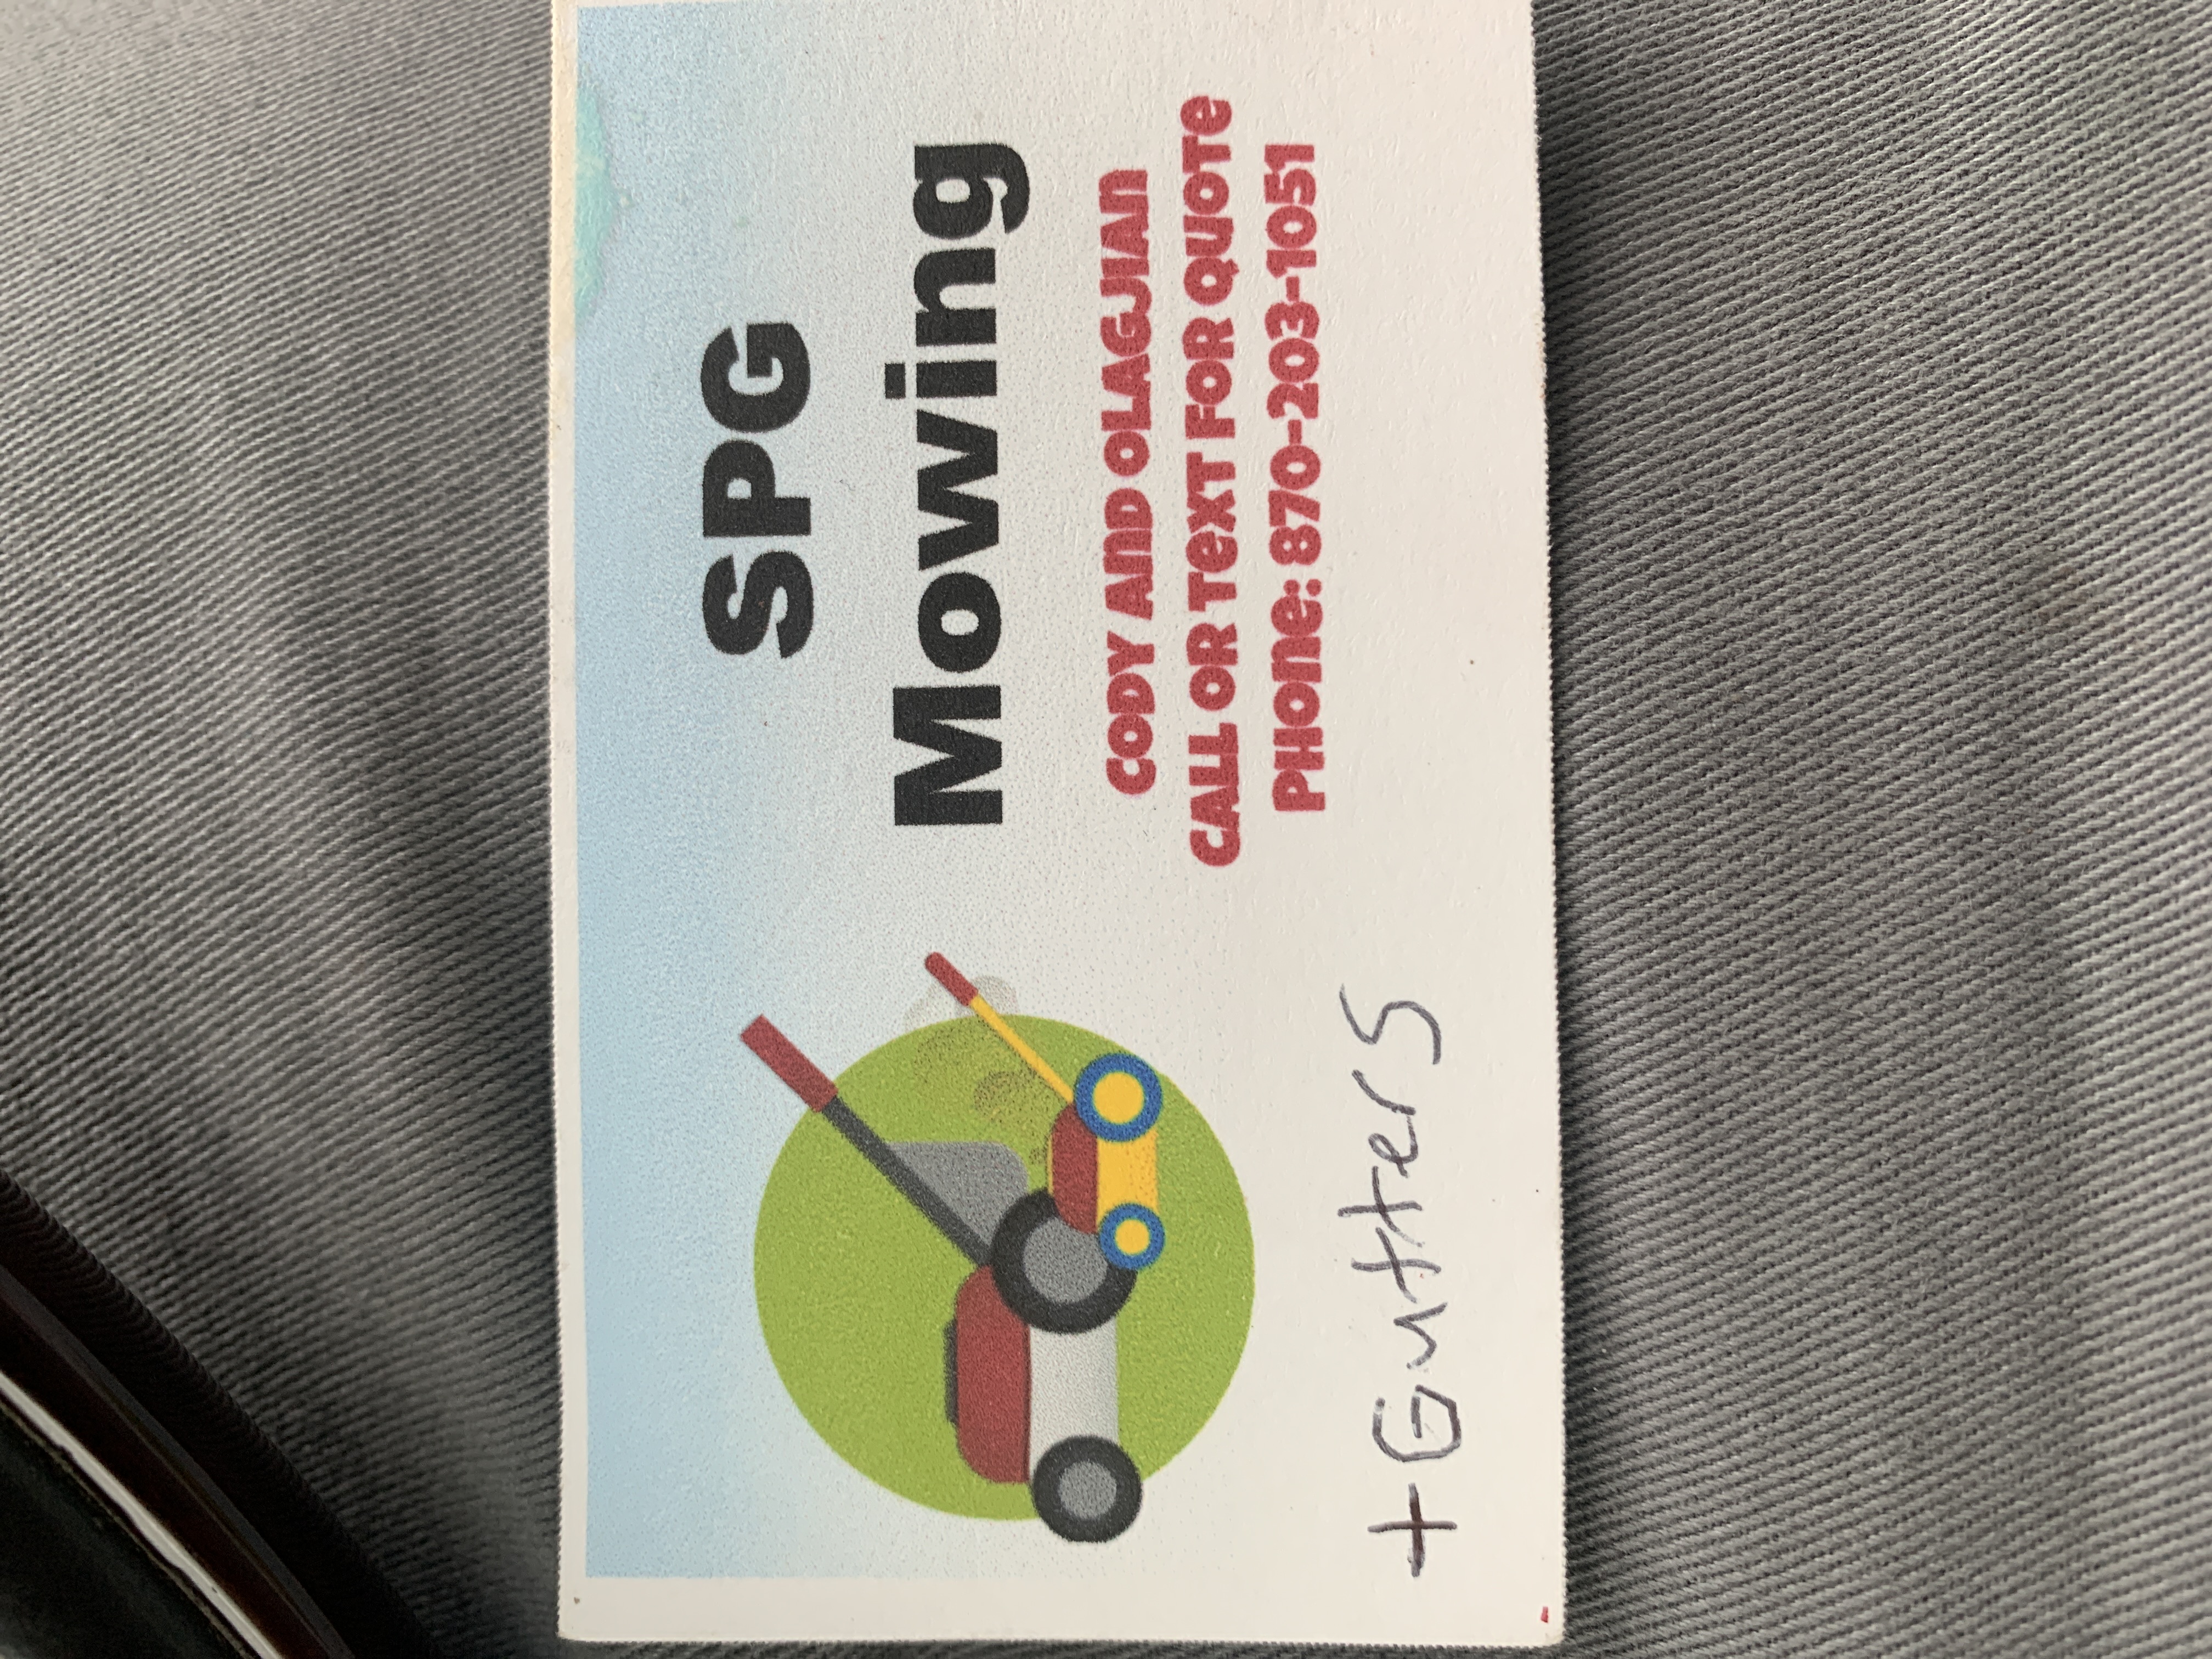 SPG
Mowing
CODY AND OLAGJIAN
CALL OR TEXT FOR QUOTE
PHONE: 870-203-1051
+ Gutters